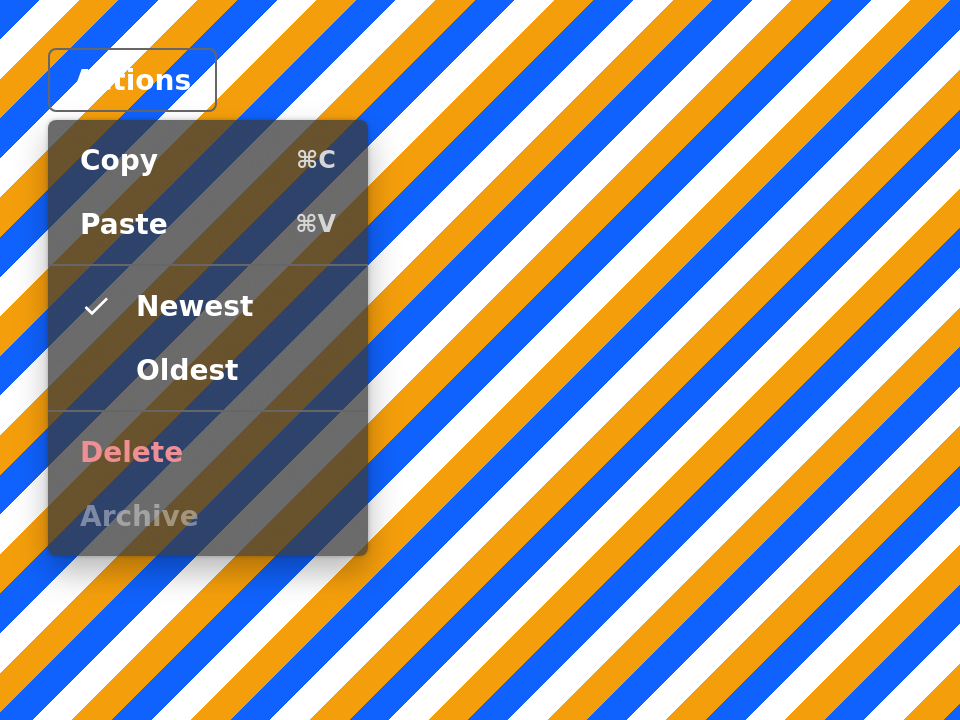 Actions
Copy ⌘C
Paste ⌘V
Newest
Oldest
Delete
Archive